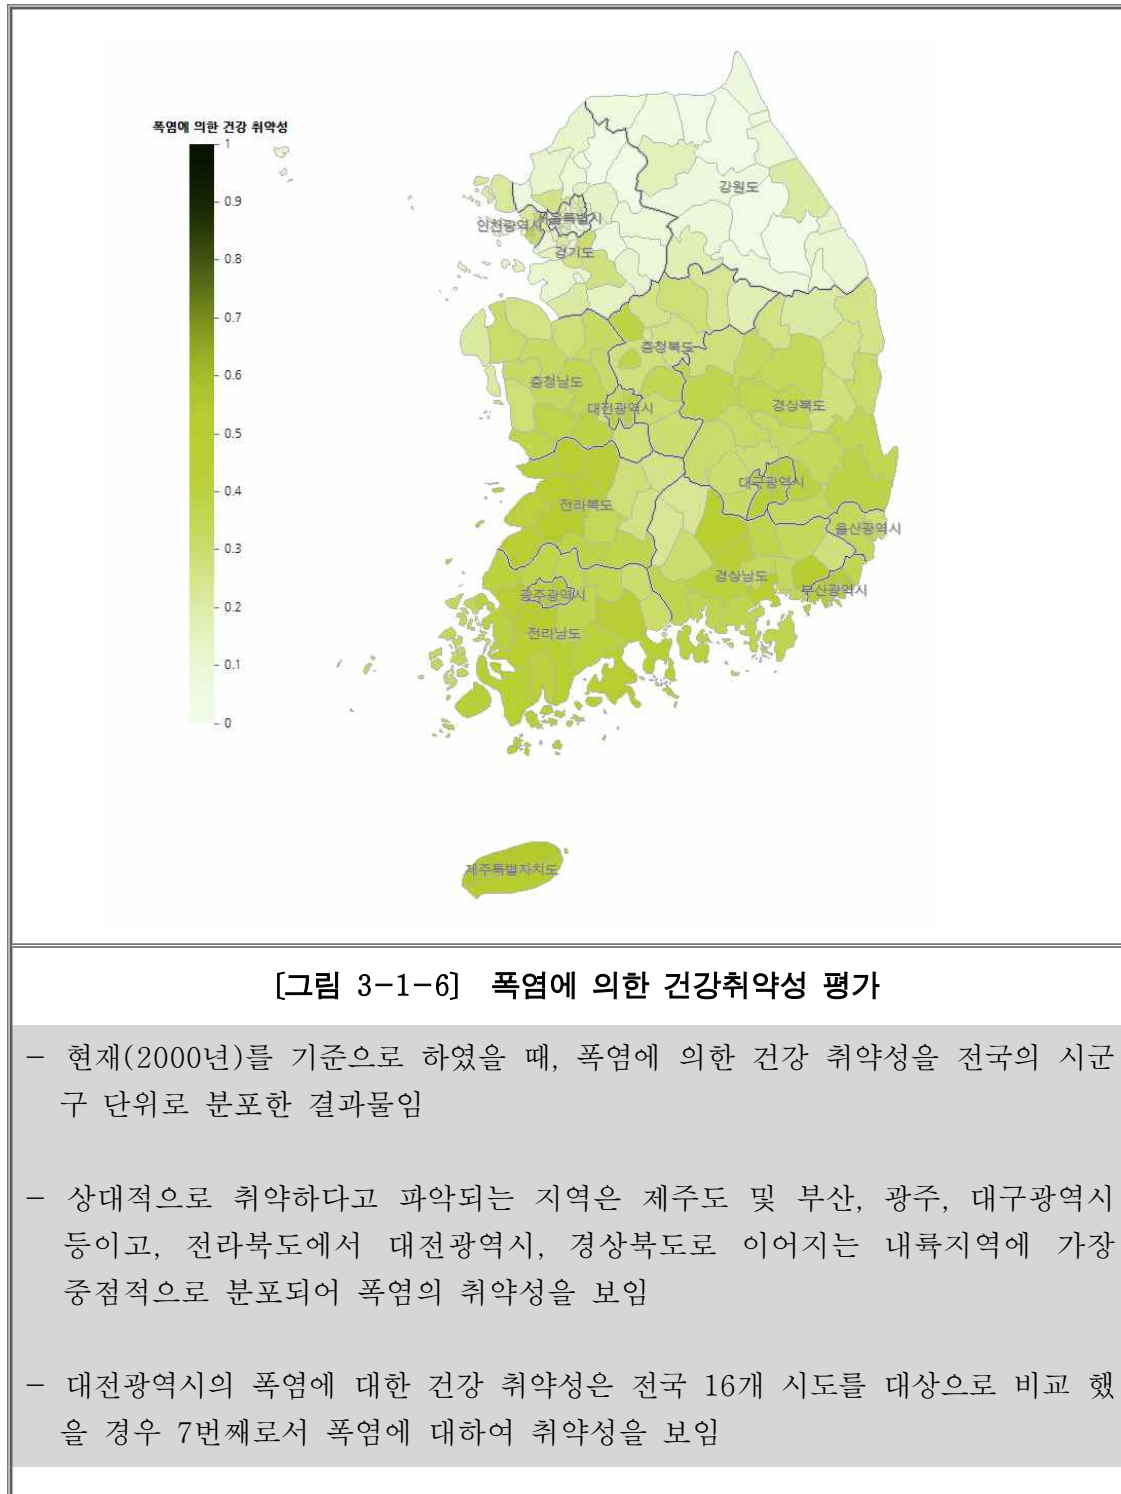 폭염에 의한 건강 취약성
1
0.9
0.8
0.7
0.6
0.5
0.4
0.3
0.2
0.1
0
강원도
서울특별시
인천광역시
경기도
충청북도
충청남도
대전광역시
경상북도
대구광역시
전라북도
울산광역시
경상남도
부산광역시
광주광역시
전라남도
제주특별자치도
[그림 3-1-6] 폭염에 의한 건강취약성 평가
- 현재(2000년)를 기준으로 하였을 때, 폭염에 의한 건강 취약성을 전국의 시군
구 단위로 분포한 결과물임
- 상대적으로 취약하다고 파악되는 지역은 제주도 및 부산, 광주, 대구광역시
등이고, 전라북도에서 대전광역시, 경상북도로 이어지는 내륙지역에 가장
중점적으로 분포되어 폭염의 취약성을 보임
- 대전광역시의 폭염에 대한 건강 취약성은 전국 16개 시도를 대상으로 비교 했
을 경우 7번째로서 폭염에 대하여 취약성을 보임